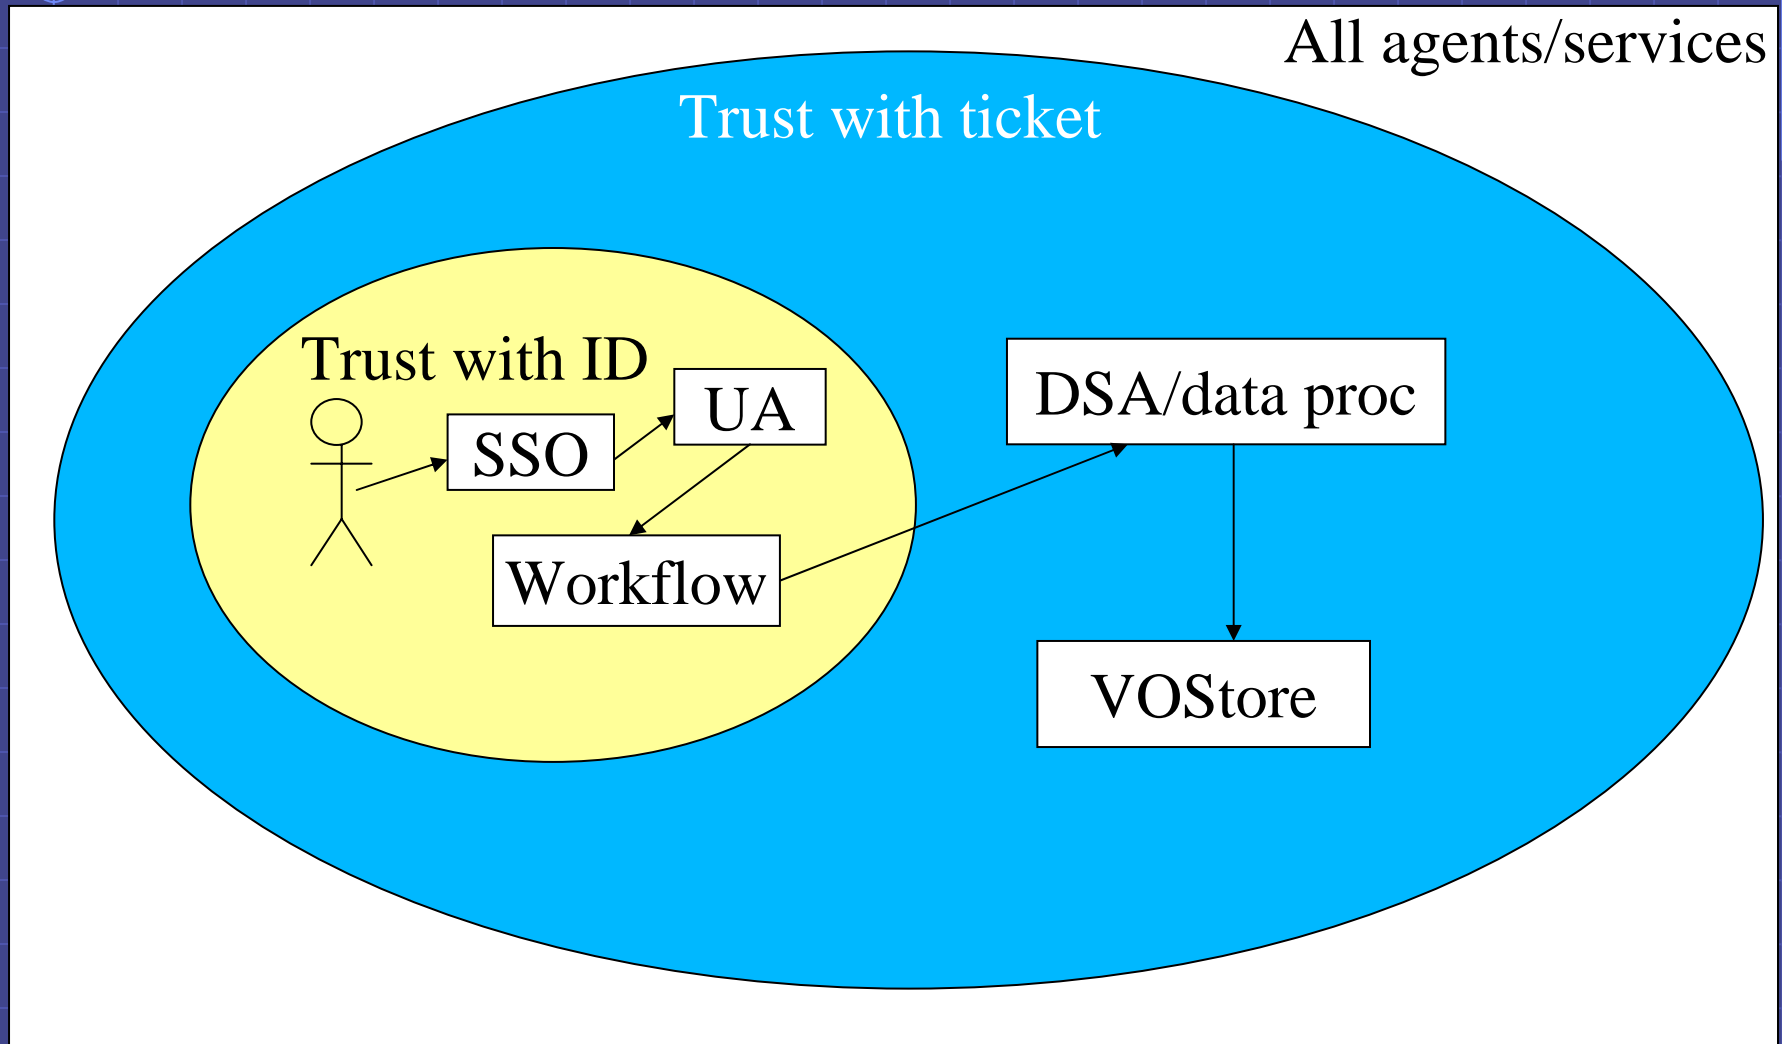 All agents/services
Trust with ticket
Trust with ID
UA
SSO
Workflow
DSA/data proc
VOStore